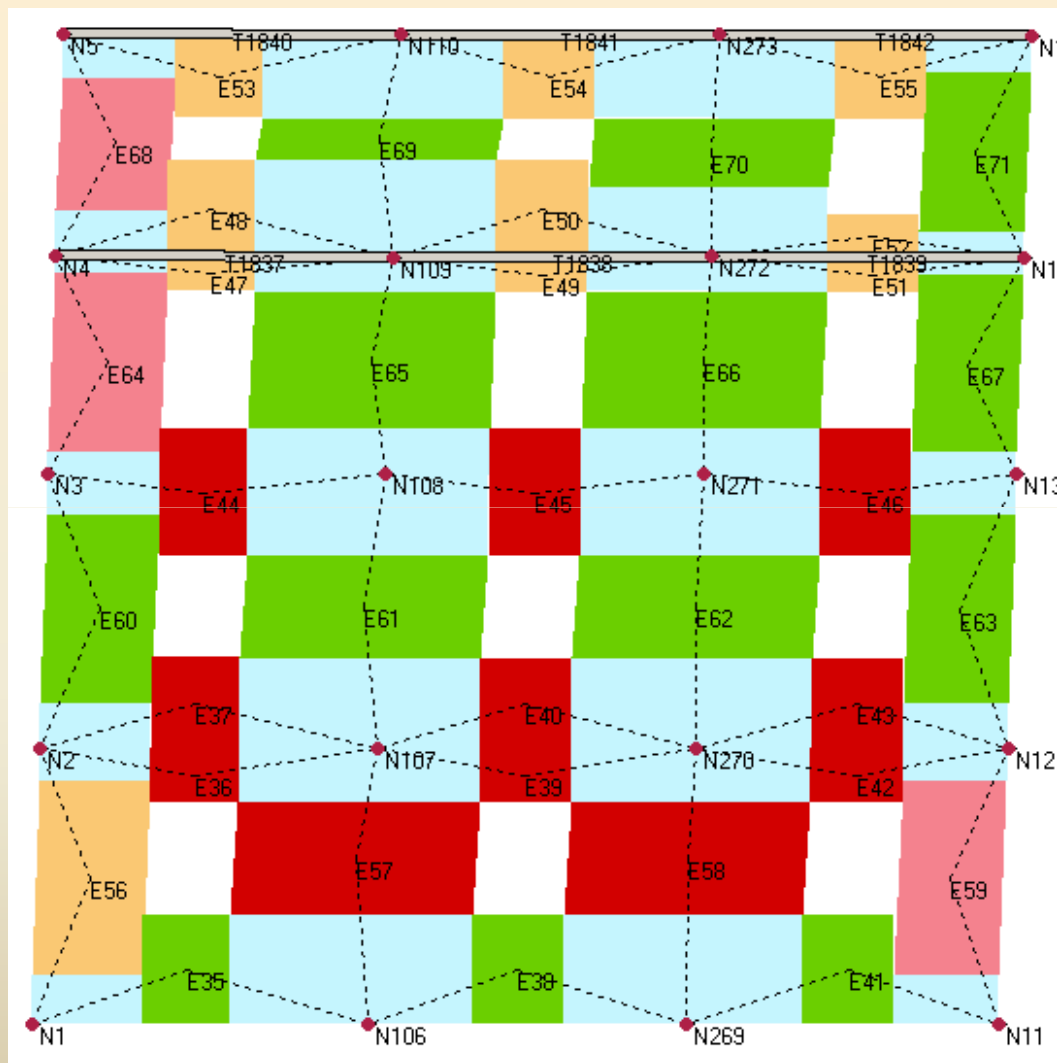 N5 T1840 N110 T1841 N273 T1842 N1
E53 E54 E55
E68 E69 E70 E71
E48 E50 E52
N4 T1837 N109 T1838 N272 T1839 N1
E47 E49 E51
E64 E65 E66 E67
N3 N108 N271 N13
E44 E45 E46
E60 E61 E62 E63
E37 E40 E43
N2 N107 N270 N12
E36 E39 E42
E56 E57 E58 E59
E35 E38 E41
N1 N106 N269 N11